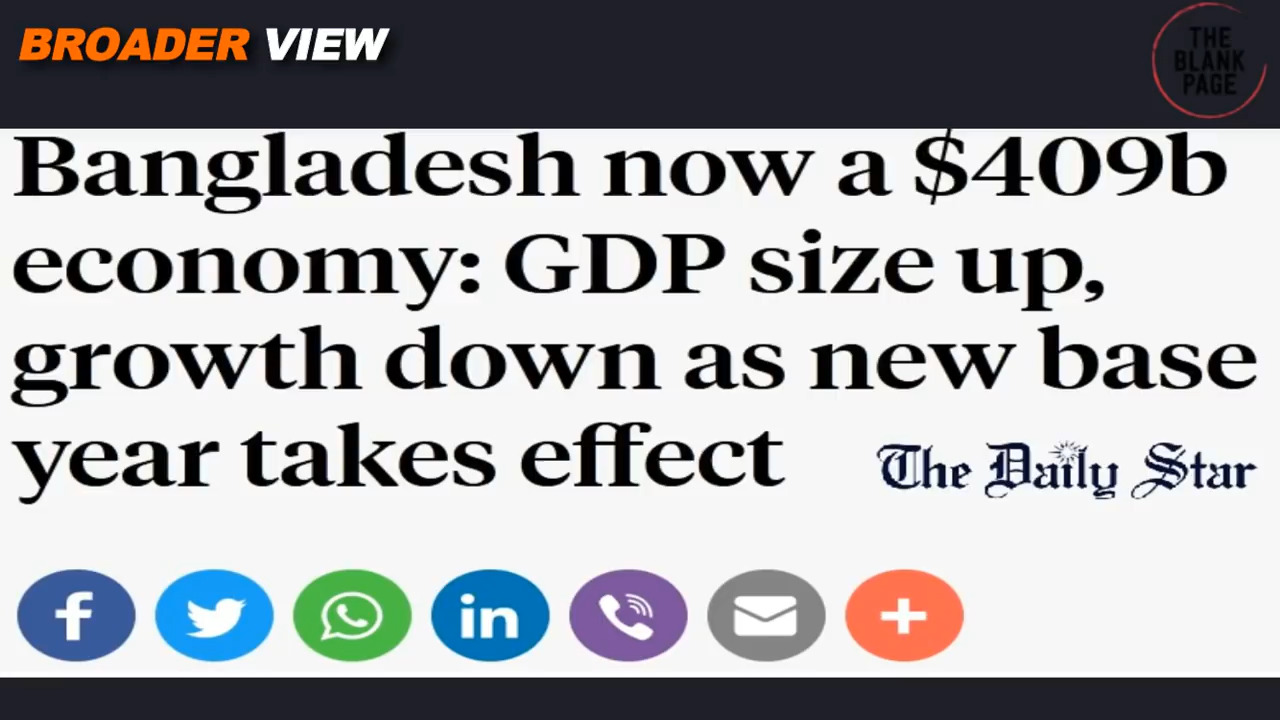 BROADER VIEW
THE
BLANK
PAGE
Bangladesh now a $409b
economy: GDP size up,
growth down as new base
year takes effect
The Daily Star